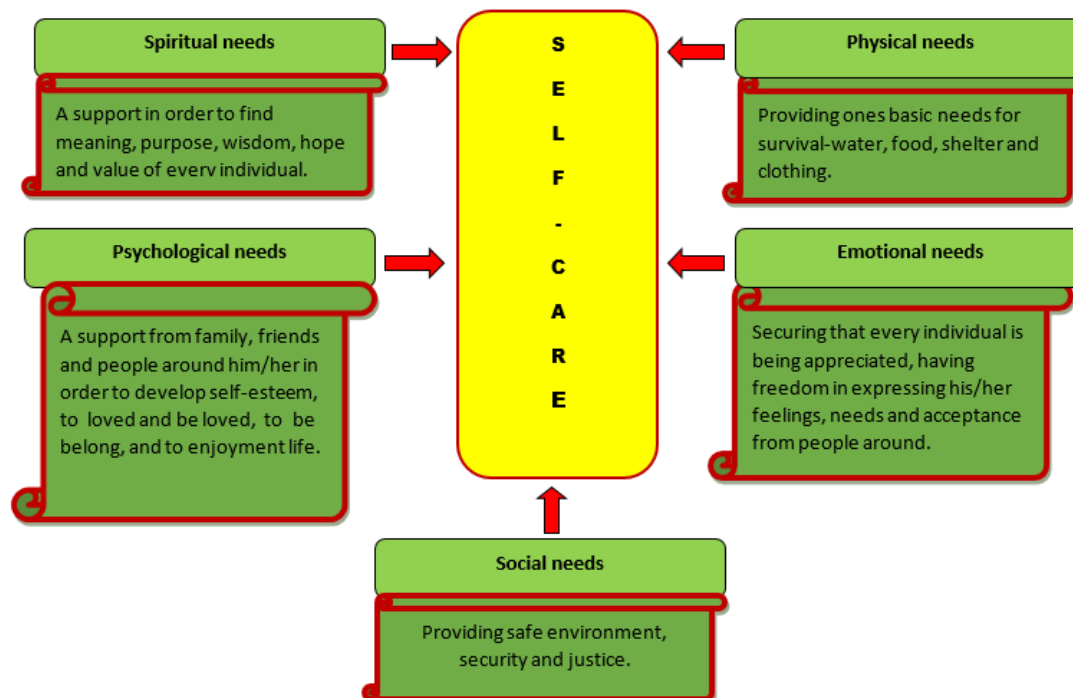 Spiritual needs
A support in order to find
meaning, purpose, wisdom, hope
and value of everv individual.
Psychological needs
A support from family, friends
and people around him/her in
order to develop self-esteem,
to loved and be loved, to be
belong, and to enjoyment life.
S
E
L
F
-
C
A
R
E
Physical needs
Providing ones basic needs for
survival-water, food, shelter and
clothing.
Emotional needs
Securing that every individual is
being appreciated, having
freedom in expressing his/her
feelings, needs and acceptance
from people around.
Social needs
Providing safe environment,
security and justice.